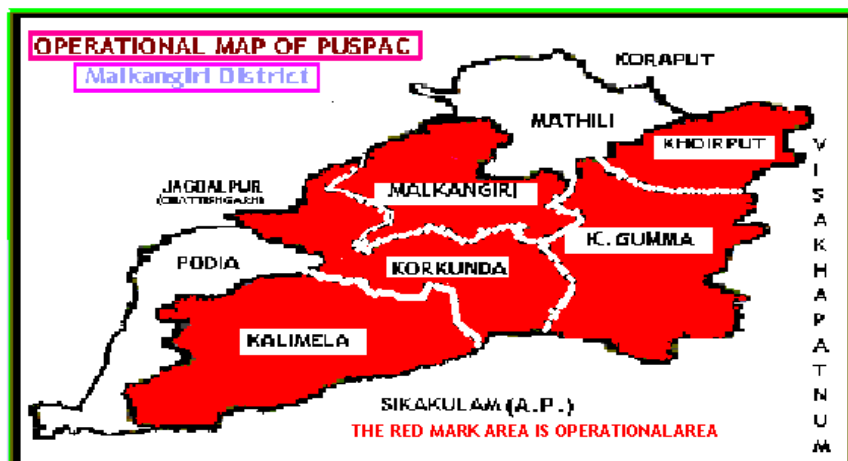 OPERATIONAL MAP OF PUSPAC
Malkangiri District
KORAPUT
MATHILI
KHOIRPUT
JAGDALPUR
(CHATTISHGARH)
MALKANGIRI
K. GUMMA
PODIA
KORKUNDA
KALIMELA
VISAKHAPATNUM
SIKAKULAM (A.P.)
THE RED MARK AREA IS OPERATIONALAREA